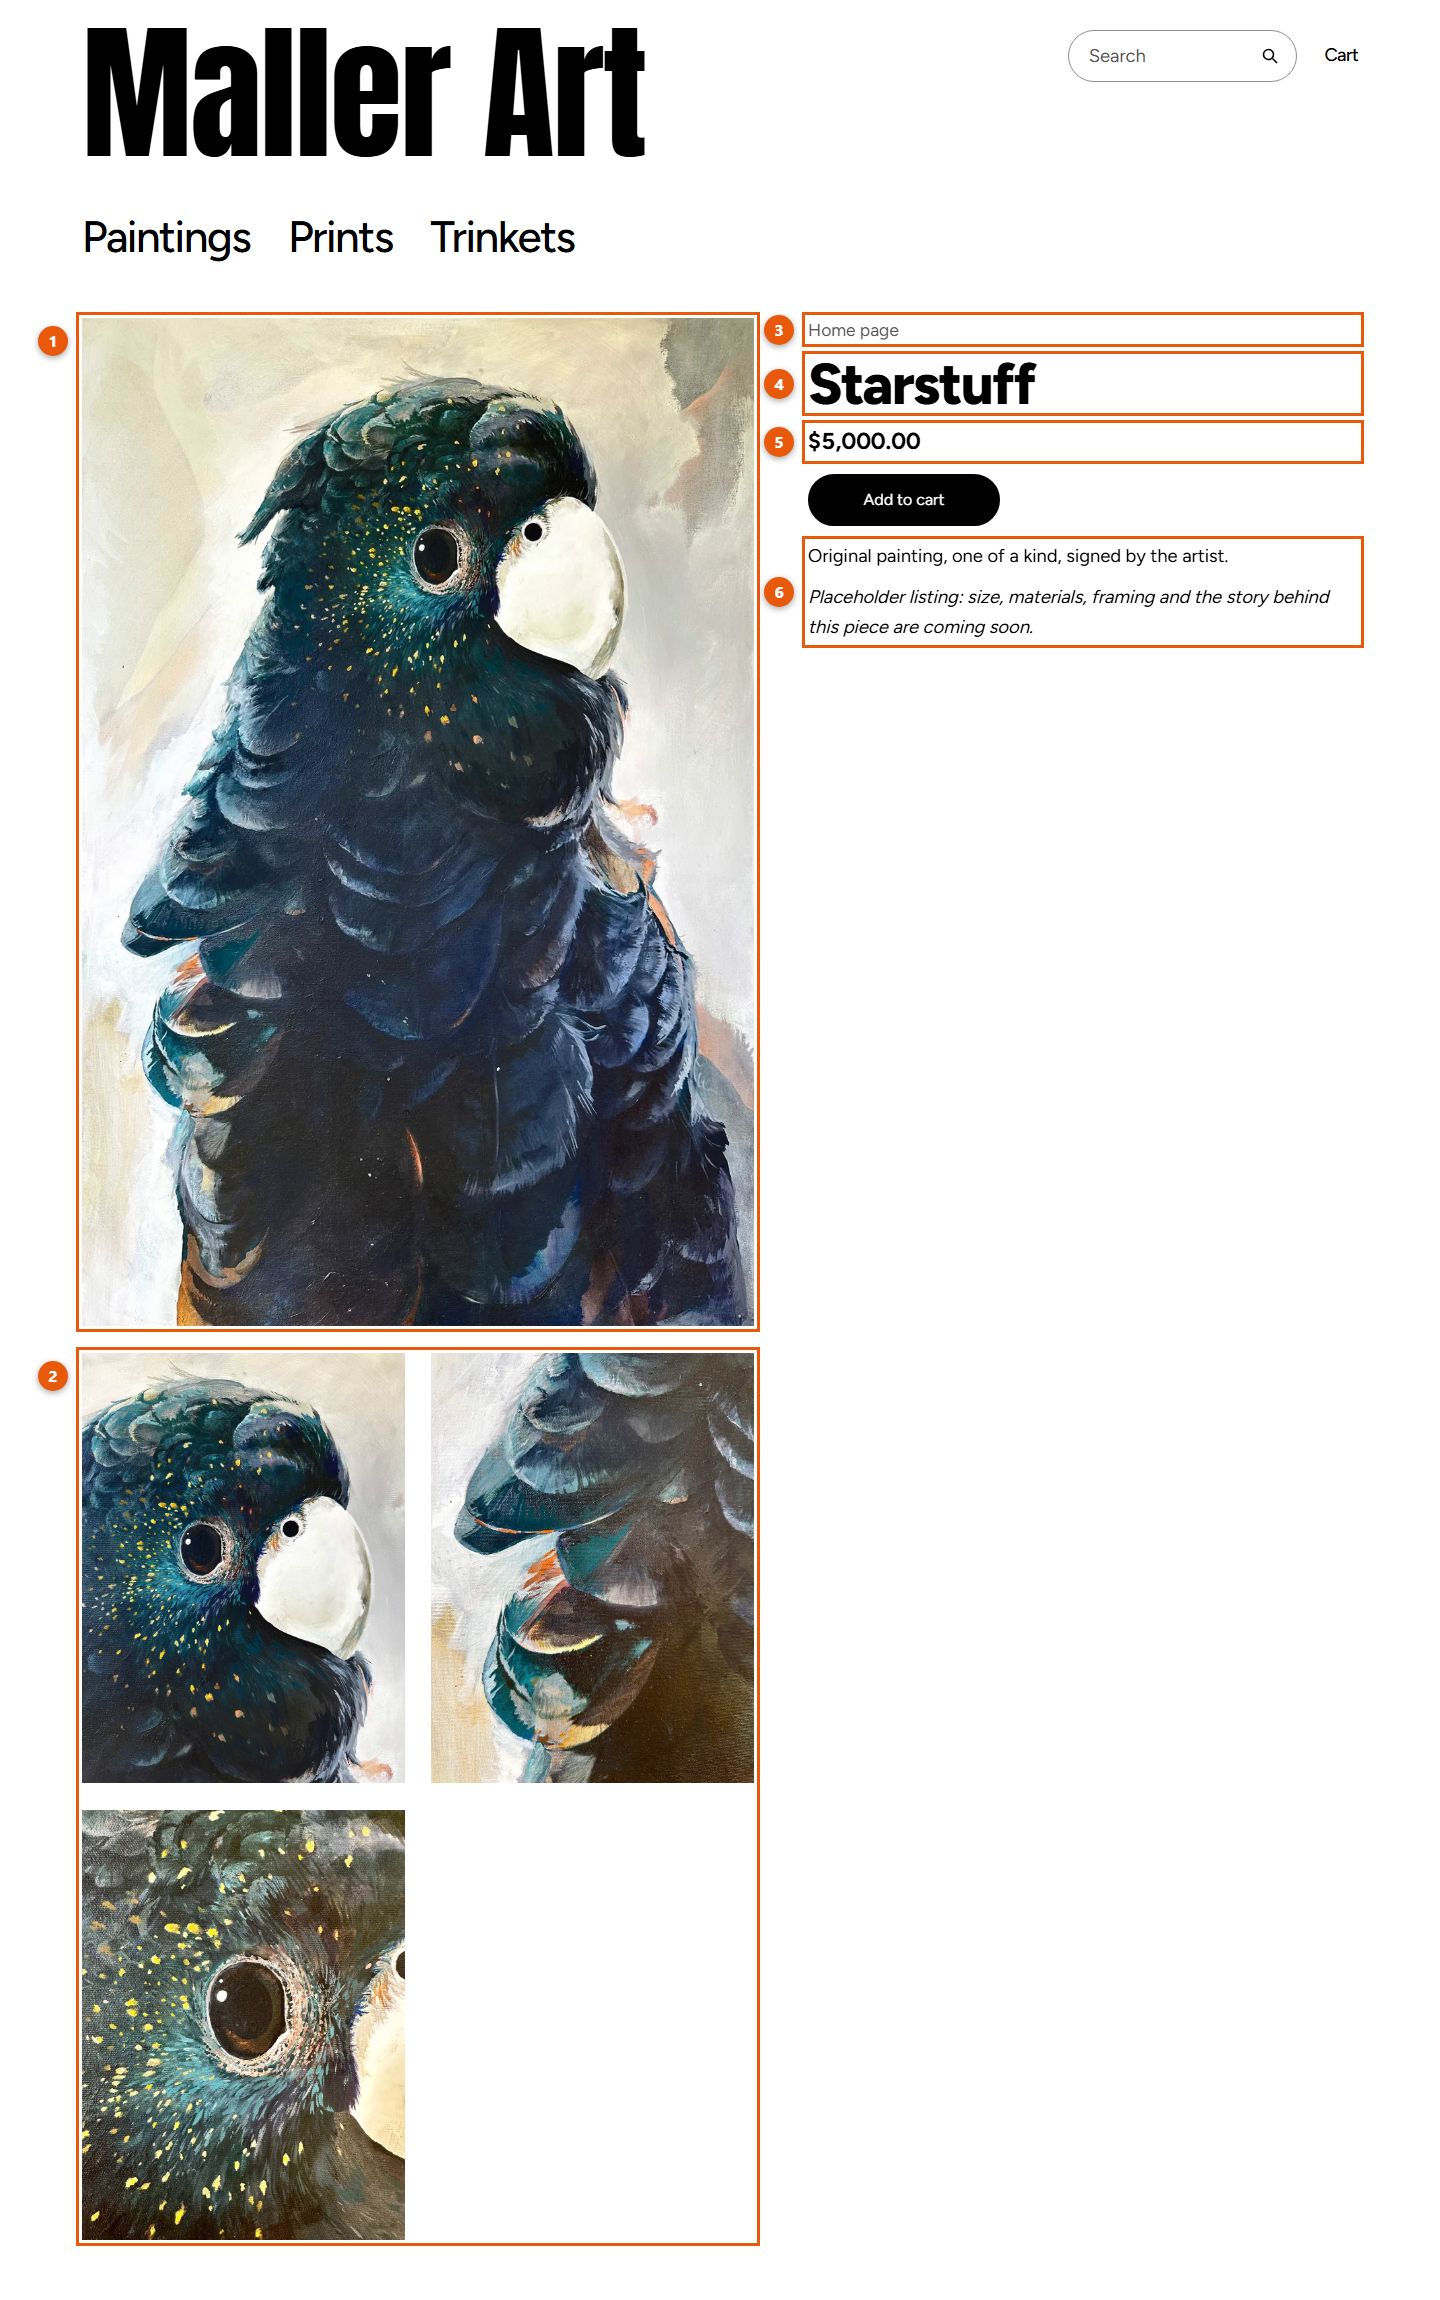 Maller Art
Search
Cart
Paintings Prints Trinkets
1
3 Home page
4 Starstuff
5 $5,000.00
Add to cart
6
Original painting, one of a kind, signed by the artist.
Placeholder listing: size, materials, framing and the story behind
this piece are coming soon.
2